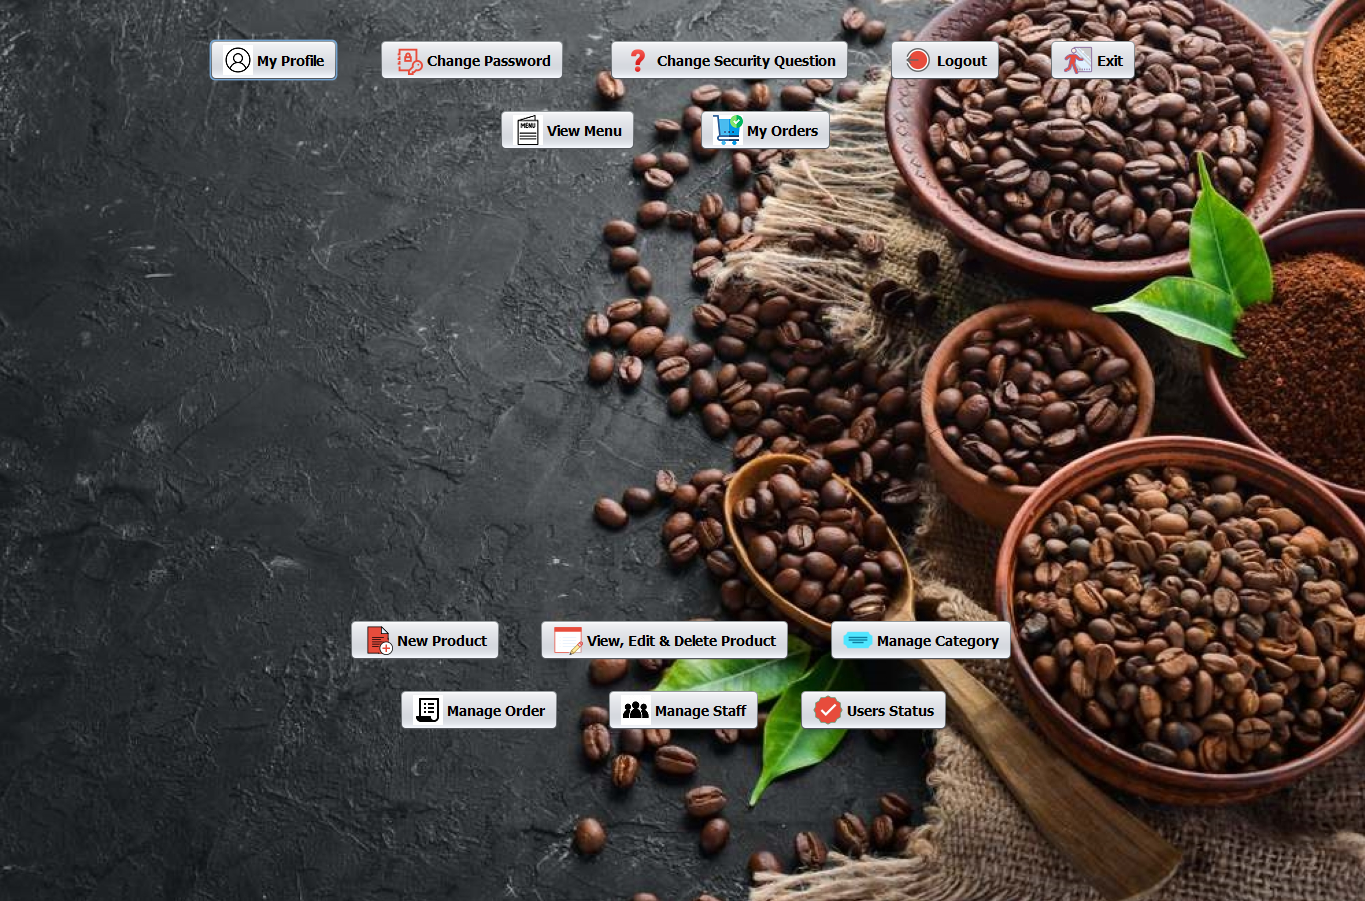 My Profile
Change Password
Change Security Question
Logout
Exit
MENU
View Menu
My Orders
New Product
View, Edit & Delete Product
Manage Category
Manage Order
Manage Staff
Users Status